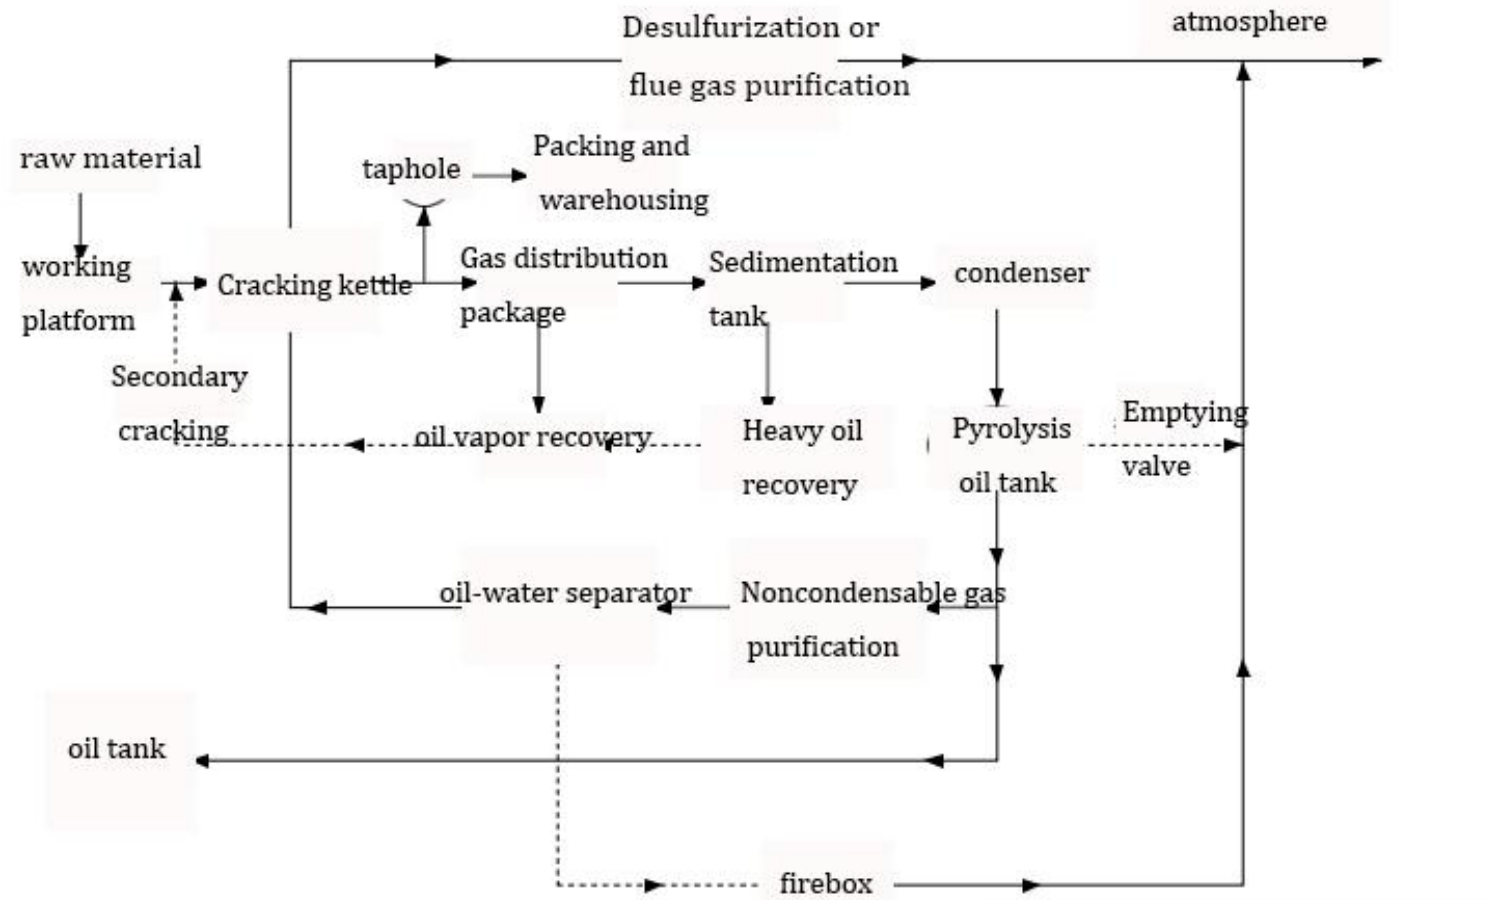 Desulfurization or
flue gas purification
atmosphere
raw material
taphole
Packing and
warehousing
working
platform
Cracking kettle
Gas distribution
package
Sedimentation
tank
condenser
Secondary
cracking
oil vapor recovery
Heavy oil
recovery
Pyrolysis
oil tank
Emptying
valve
oil-water separator
Noncondensable gas
purification
oil tank
firebox